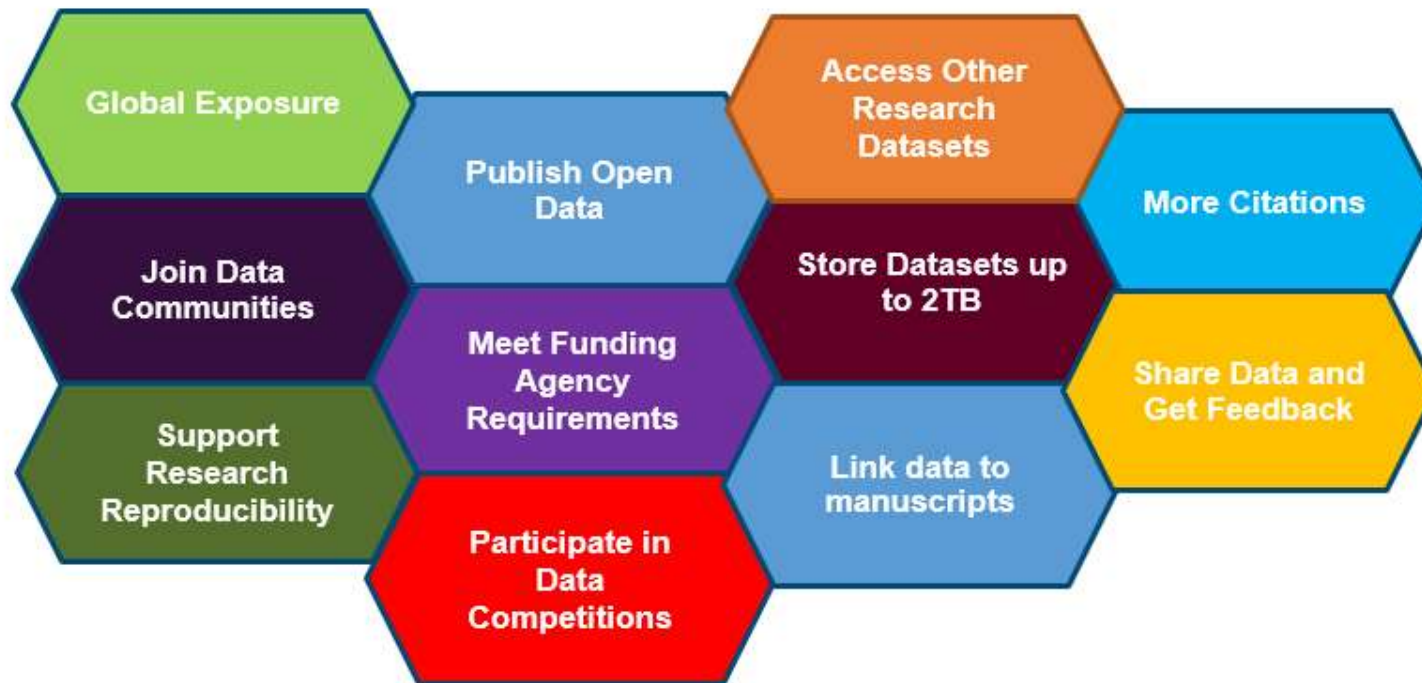 Global Exposure
Join Data
Communities
Support
Research
Reproducibility
Publish Open
Data
Meet Funding
Agency
Requirements
Participate in
Data
Competitions
Access Other
Research
Datasets
Store Datasets up
to 2TB
Link data to
manuscripts
More Citations
Share Data and
Get Feedback